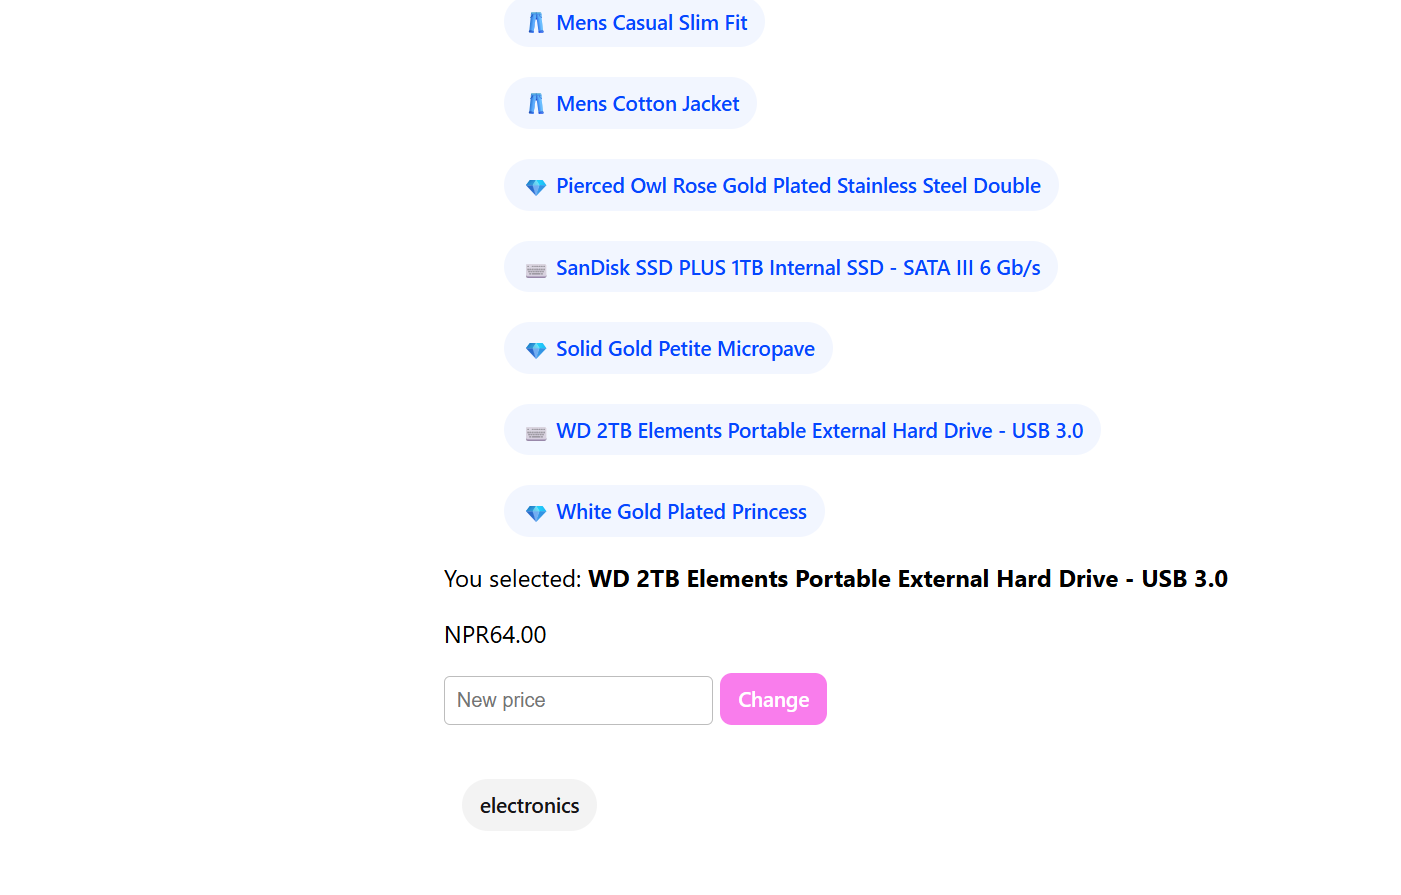 Mens Casual Slim Fit
Mens Cotton Jacket
Pierced Owl Rose Gold Plated Stainless Steel Double
SanDisk SSD PLUS 1TB Internal SSD - SATA III 6 Gb/s
Solid Gold Petite Micropave
WD 2TB Elements Portable External Hard Drive - USB 3.0
White Gold Plated Princess
You selected: WD 2TB Elements Portable External Hard Drive - USB 3.0
NPR64.00
New price Change
electronics